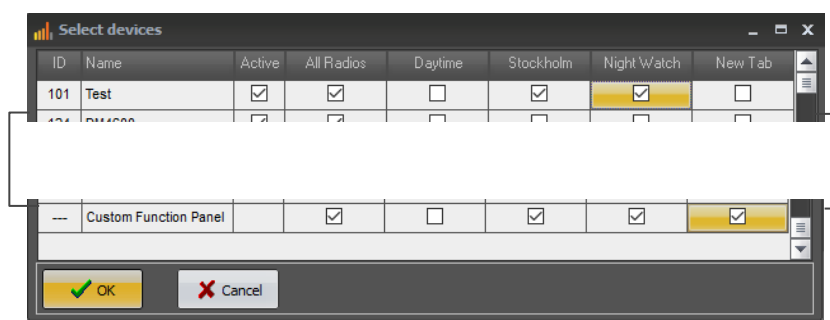 Select devices
ID Name Active All Radios Daytime Stockholm Night Watch New Tab
101 Test
--- Custom Function Panel
OK Cancel